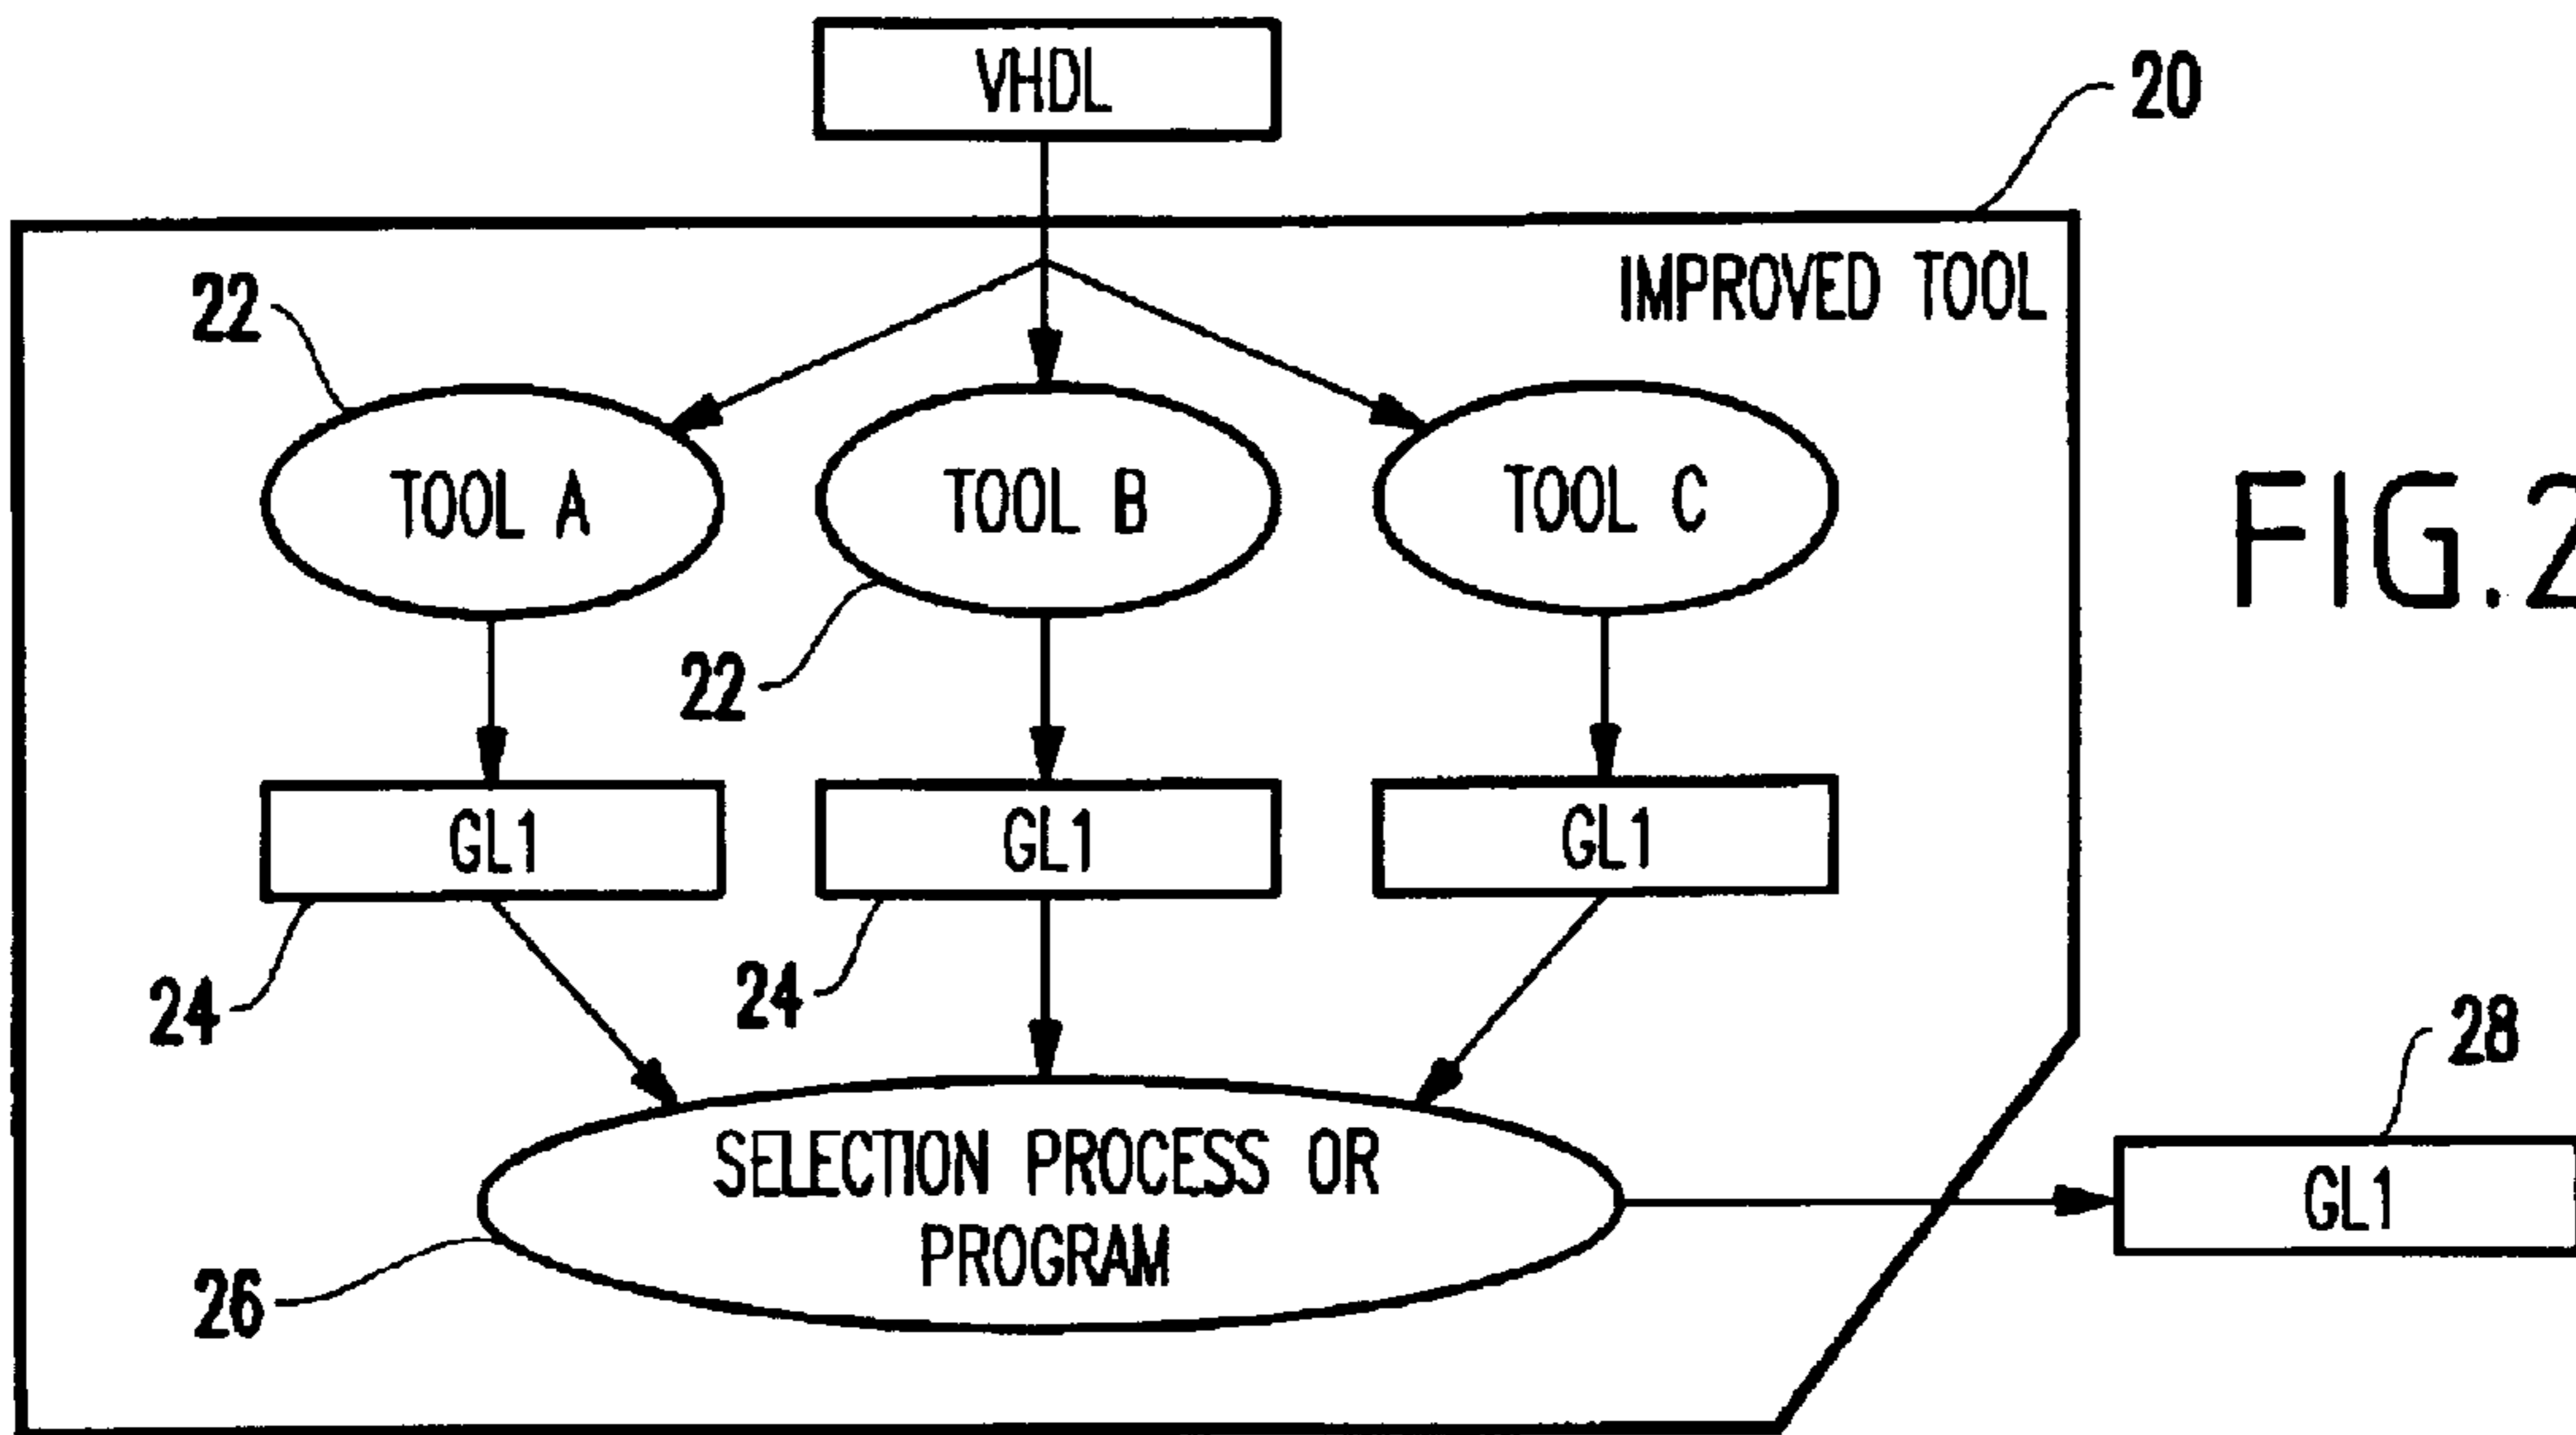 VHDL
20
IMPROVED TOOL
22
TOOL A
TOOL B
TOOL C
FIG.2
22
GL1
GL1
GL1
24
24
28
SELECTION PROCESS OR
PROGRAM
GL1
26